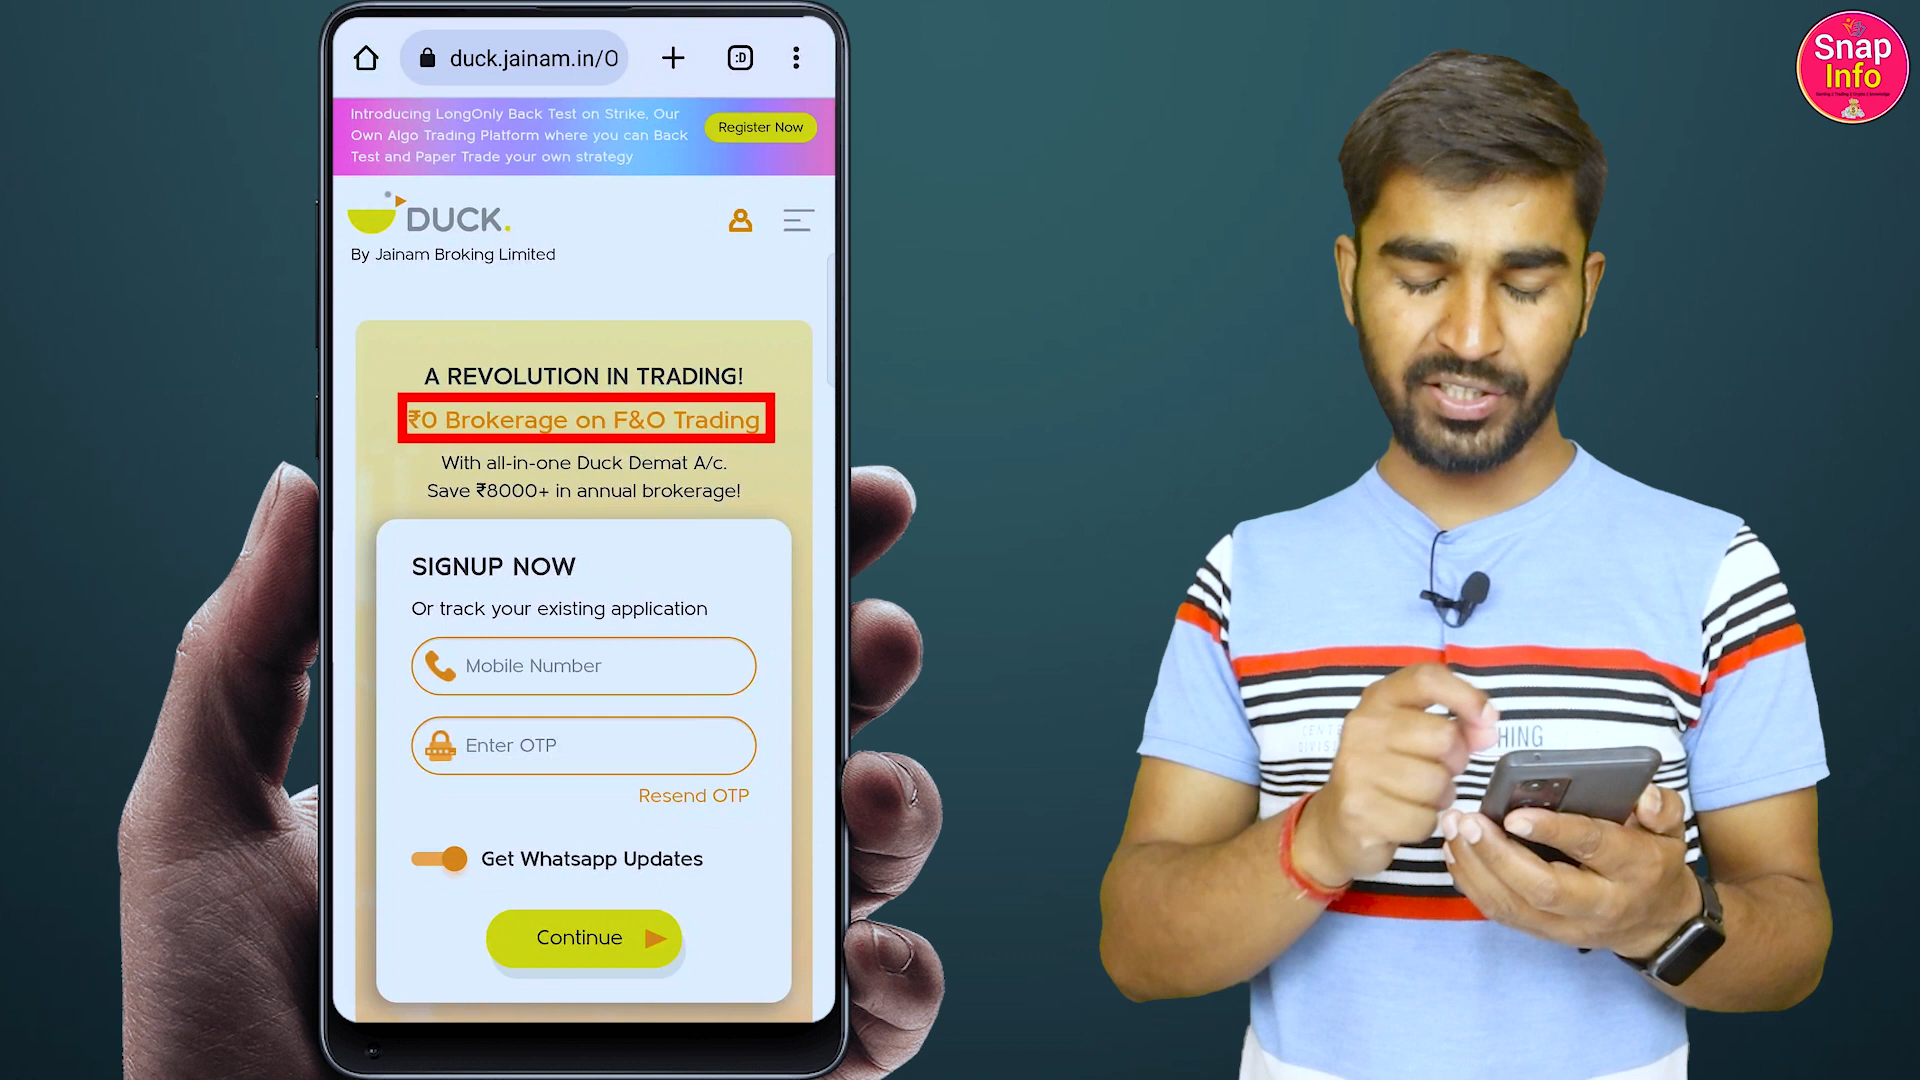 duck.jainam.in/0
:D
Introducing LongOnly Back Test on Strike, Our
Own Algo Trading Platform where you can Back
Test and Paper Trade your own strategy
Register Now
DUCK.
By Jainam Broking Limited
A REVOLUTION IN TRADING!
₹0 Brokerage on F&O Trading
With all-in-one Duck Demat A/c.
Save ₹8000+ in annual brokerage!
SIGNUP NOW
Or track your existing application
Mobile Number
Enter OTP
Resend OTP
Get Whatsapp Updates
Continue
Snap
Info
HING